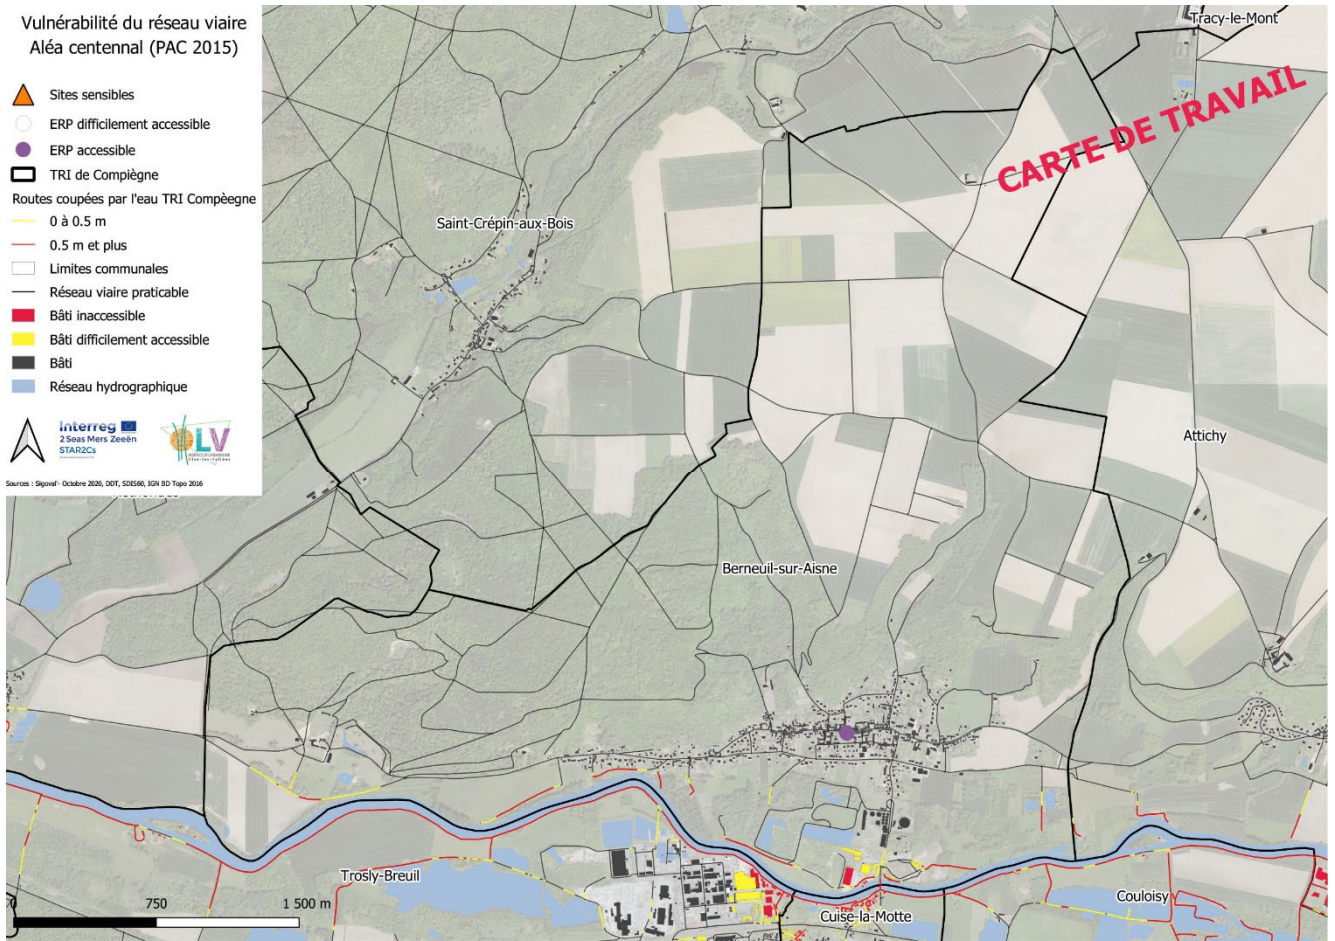 Vulnérabilité du réseau viaire
Aléa centennal (PAC 2015)
Sites sensibles
ERP difficilement accessible
ERP accessible
TRI de Compiègne
Routes coupées par l'eau TRI Compèegne
0 à 0.5 m
0.5 m et plus
Limites communales
Réseau viaire praticable
Bâti inaccessible
Bâti difficilement accessible
Bâti
Réseau hydrographique
Interreg
2 Seas Mers Zeeën
STAR2Cs
OLV
Sources : Sigoval²- Octobre 2020, DDT, SDIS60, IGN BD Topo 2016
Tracy-le-Mont
CARTE DE TRAVAIL
Saint-Crépin-aux-Bois
Attichy
Berneuil-sur-Aisne
Trosly-Breuil
Couloisy
Cuise-la-Motte
750
1 500 m